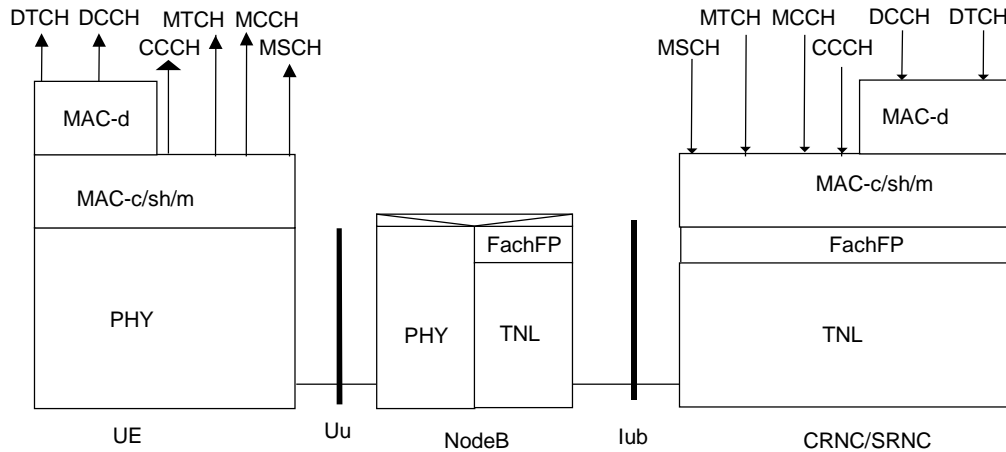 DTCH DCCH MTCH MCCH
CCCH MSCH
MTCH MCCH DCCH DTCH
MSCH CCCH
MAC-d
MAC-d
MAC-c/sh/m
MAC-c/sh/m
FachFP
FachFP
PHY
PHY
TNL
TNL
UE
Uu
NodeB
Iub
CRNC/SRNC